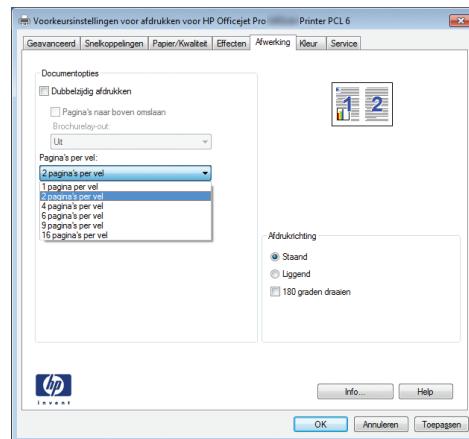 Voorkeursinstellingen voor afdrukken voor HP Officejet Pro Printer PCL 6
Geavanceerd Snelkoppelingen Papier/Kwaliteit Effecten Afwerking Kleur Service
Documentopties
Dubbelzijdig afdrukken
Pagina's naar boven omslaan
Brochurelay-out:
Uit
Pagina's per vel:
2 pagina's per vel
1 pagina per vel
2 pagina's per vel
4 pagina's per vel
6 pagina's per vel
9 pagina's per vel
16 pagina's per vel
1 2
Afdrukrichting
Staand
Liggend
180 graden draaien
hp
invent
Info... Help
OK Annuleren Toepassen